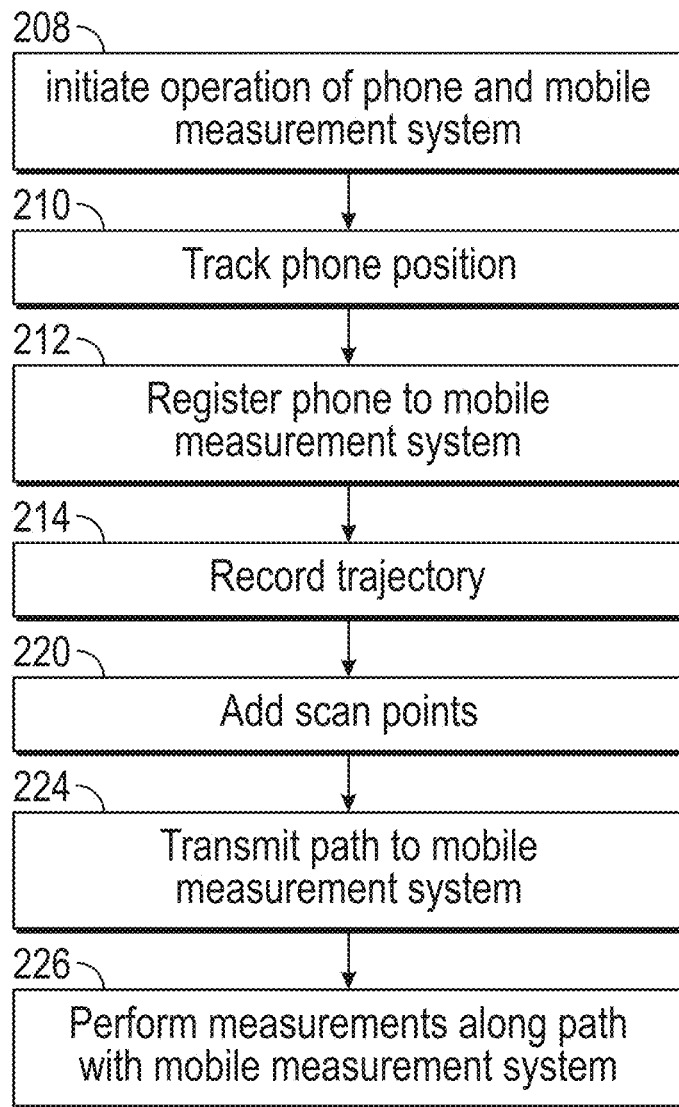 208
initiate operation of phone and mobile
measurement system
210
Track phone position
212
Register phone to mobile
measurement system
214
Record trajectory
220
Add scan points
224
Transmit path to mobile
measurement system
226
Perform measurements along path
with mobile measurement system